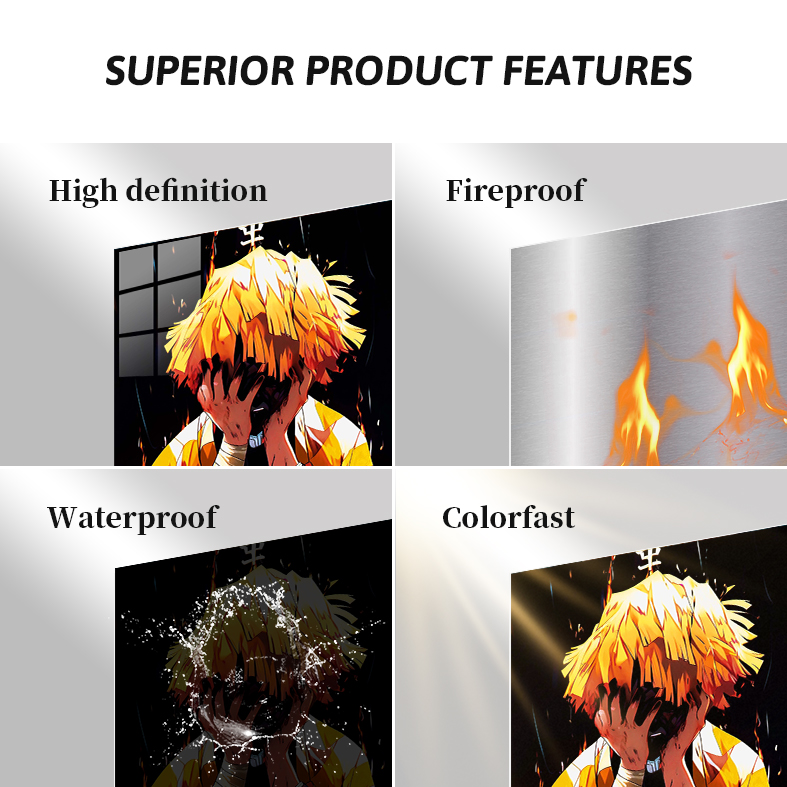 SUPERIOR PRODUCT FEATURES
High definition
Fireproof
Waterproof
Colorfast